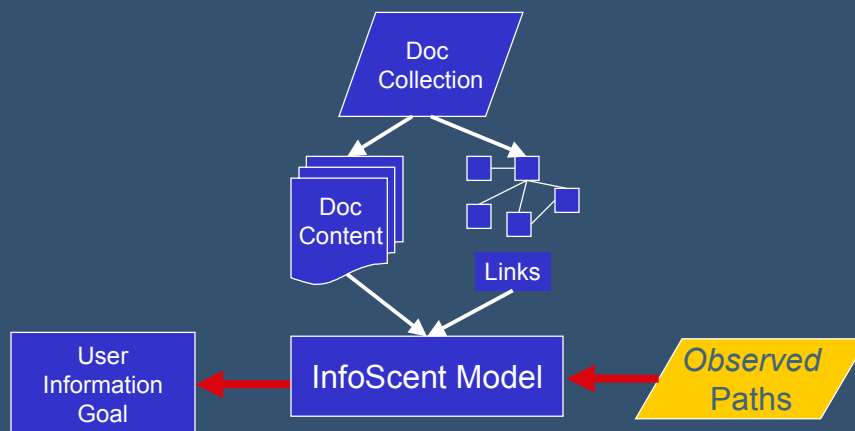 Doc
Collection
Doc
Content
Links
User
Information
Goal
InfoScent Model
Observed
Paths